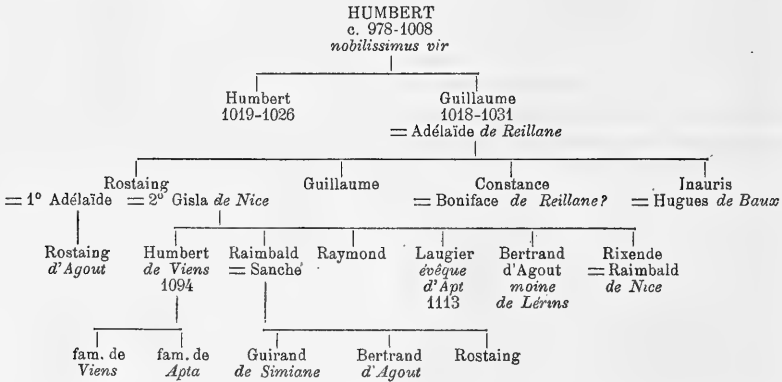 HUMBERT
c. 978-1008
nobilissimus vir
Humbert Guillaume
1019-1026 1018-1031
= Adélaïde de Reillane
Rostaing Guillaume Constance Inauris
= 1º Adélaïde = 2º Gisla de Nice = Boniface de Reillane? = Hugues de Baux
Rostaing Humbert Raimbald Raymond Laugier Bertrand Rixende
d'Agout de Viens = Sanche évêque d'Agout = Raimbald
1094 d'Apt moine de Nice
1113 de Lérins
fam. de fam. de Guirand Bertrand Rostaing
Viens Apta de Simiane d'Agout